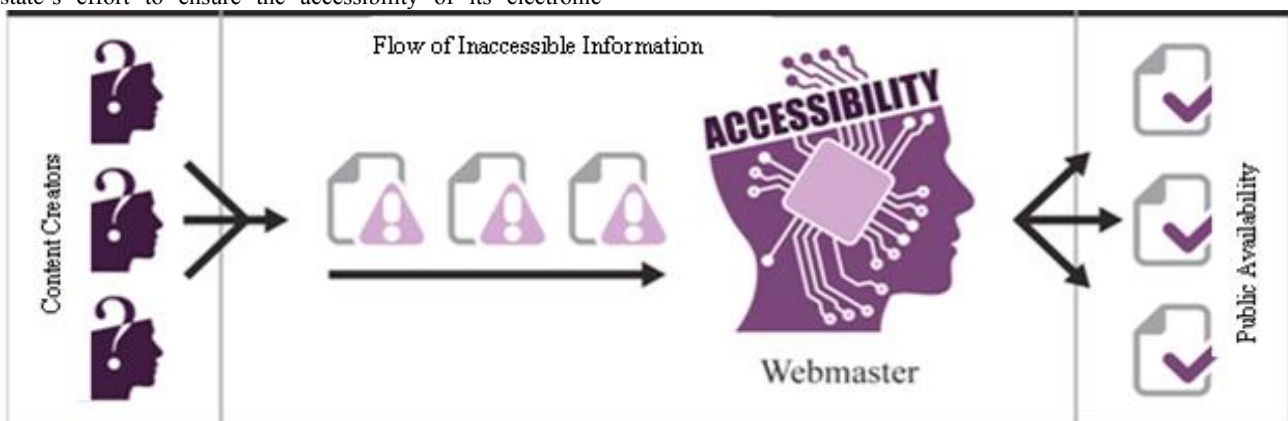 state's effort to ensure the accessibility of its electronic
Flow of Inaccessible Information
Content Creators
ACCESSIBILITY
Webmaster
Public Availability